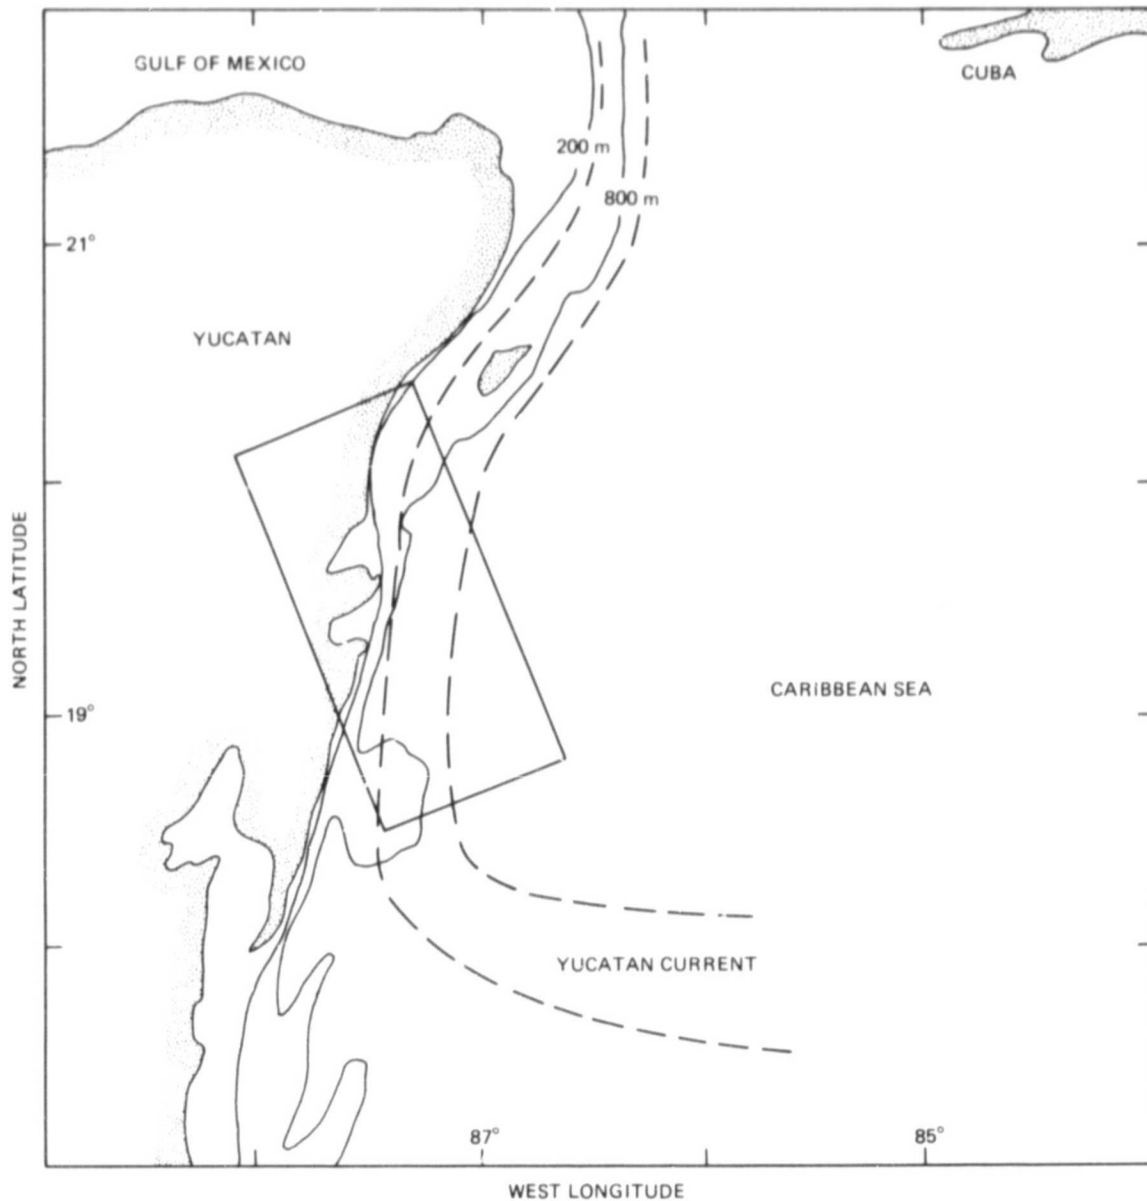 GULF OF MEXICO
CUBA
200 m
800 m
21°
YUCATAN
NORTH LATITUDE
19°
CARIBBEAN SEA
YUCATAN CURRENT
87°
85°
WEST LONGITUDE